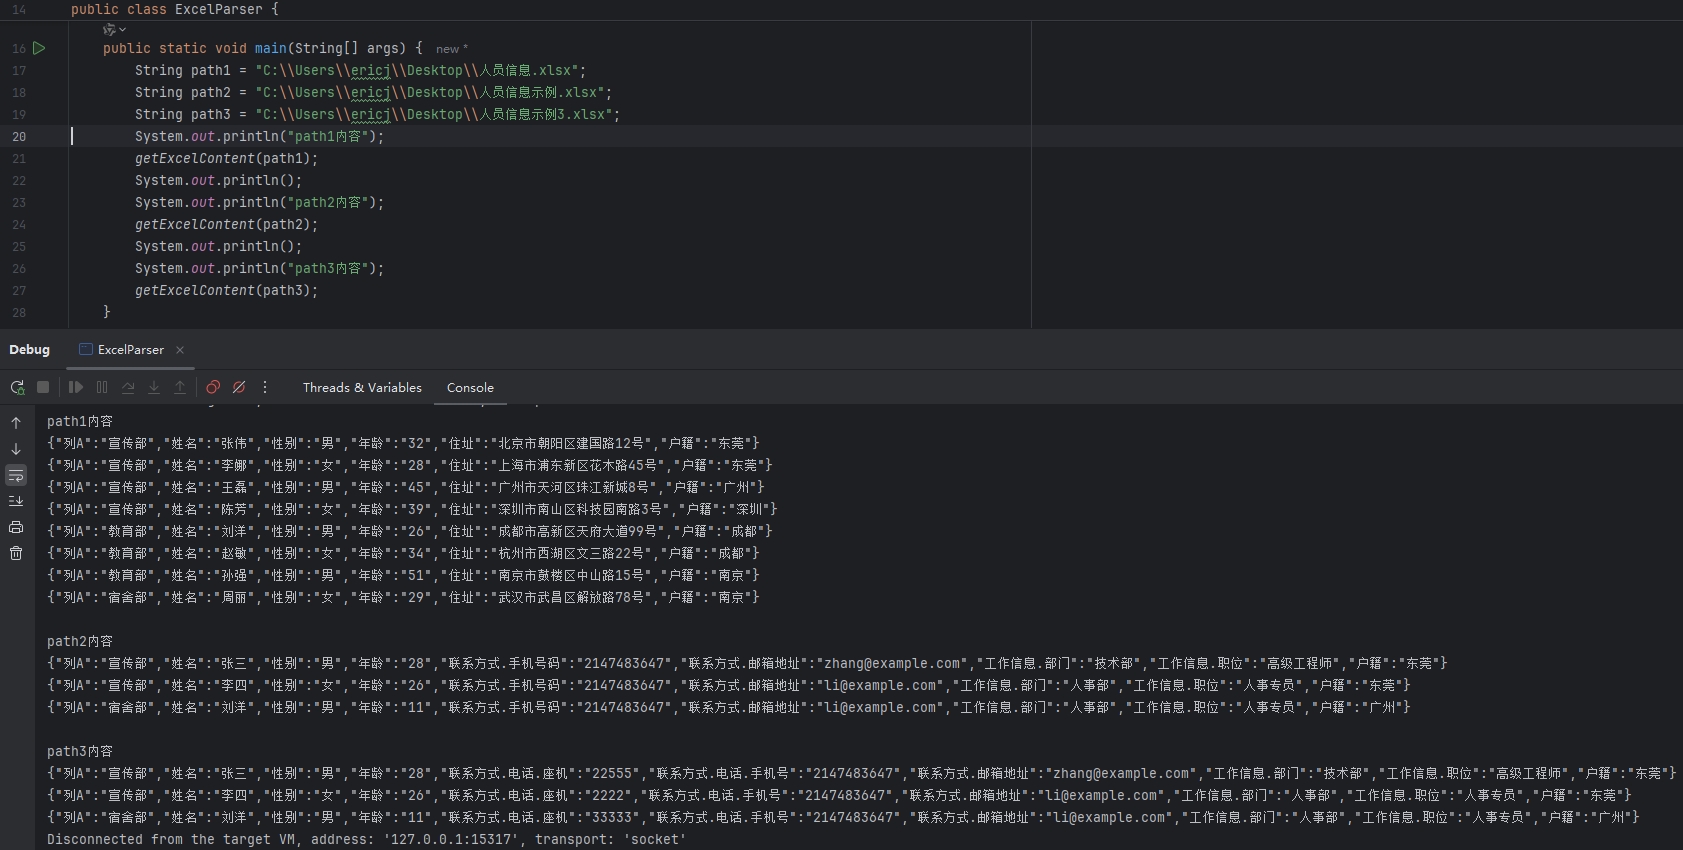 14 public class ExcelParser {
16 public static void main(String[] args) { new *
17 String path1 = "C:\\Users\\ericj\\Desktop\\人员信息.xlsx";
18 String path2 = "C:\\Users\\ericj\\Desktop\\人员信息示例.xlsx";
19 String path3 = "C:\\Users\\ericj\\Desktop\\人员信息示例3.xlsx";
20 System.out.println("path1内容");
21 getExcelContent(path1);
22 System.out.println();
23 System.out.println("path2内容");
24 getExcelContent(path2);
25 System.out.println();
26 System.out.println("path3内容");
27 getExcelContent(path3);
28 }
Debug ExcelParser
Threads & Variables Console
path1内容
{"列A":"宣传部","姓名":"张伟","性别":"男","年龄":"32","住址":"北京市朝阳区建国路12号","户籍":"东莞"}
{"列A":"宣传部","姓名":"李娜","性别":"女","年龄":"28","住址":"上海市浦东新区花木路45号","户籍":"东莞"}
{"列A":"宣传部","姓名":"王磊","性别":"男","年龄":"45","住址":"广州市天河区珠江新城8号","户籍":"广州"}
{"列A":"宣传部","姓名":"陈芳","性别":"女","年龄":"39","住址":"深圳市南山区科技园南路3号","户籍":"深圳"}
{"列A":"教育部","姓名":"刘洋","性别":"男","年龄":"26","住址":"成都市高新区天府大道99号","户籍":"成都"}
{"列A":"教育部","姓名":"赵敏","性别":"女","年龄":"34","住址":"杭州市西湖区文三路22号","户籍":"成都"}
{"列A":"教育部","姓名":"孙强","性别":"男","年龄":"51","住址":"南京市鼓楼区中山路15号","户籍":"南京"}
{"列A":"宿舍部","姓名":"周丽","性别":"女","年龄":"29","住址":"武汉市武昌区解放路78号","户籍":"南京"}
path2内容
{"列A":"宣传部","姓名":"张三","性别":"男","年龄":"28","联系方式.手机号码":"2147483647","联系方式.邮箱地址":"zhang@example.com","工作信息.部门":"技术部","工作信息.职位":"高级工程师","户籍":"东莞"}
{"列A":"宣传部","姓名":"李四","性别":"女","年龄":"26","联系方式.手机号码":"2147483647","联系方式.邮箱地址":"li@example.com","工作信息.部门":"人事部","工作信息.职位":"人事专员","户籍":"东莞"}
{"列A":"宿舍部","姓名":"刘洋","性别":"男","年龄":"11","联系方式.手机号码":"2147483647","联系方式.邮箱地址":"li@example.com","工作信息.部门":"人事部","工作信息.职位":"人事专员","户籍":"广州"}
path3内容
{"列A":"宣传部","姓名":"张三","性别":"男","年龄":"28","联系方式.电话.座机":"22555","联系方式.电话.手机号":"2147483647","联系方式.邮箱地址":"zhang@example.com","工作信息.部门":"技术部","工作信息.职位":"高级工程师","户籍":"东莞"}
{"列A":"宣传部","姓名":"李四","性别":"女","年龄":"26","联系方式.电话.座机":"2222","联系方式.电话.手机号":"2147483647","联系方式.邮箱地址":"li@example.com","工作信息.部门":"人事部","工作信息.职位":"人事专员","户籍":"东莞"}
{"列A":"宿舍部","姓名":"刘洋","性别":"男","年龄":"11","联系方式.电话.座机":"33333","联系方式.电话.手机号":"2147483647","联系方式.邮箱地址":"li@example.com","工作信息.部门":"人事部","工作信息.职位":"人事专员","户籍":"广州"}
Disconnected from the target VM, address: '127.0.0.1:15317', transport: 'socket'